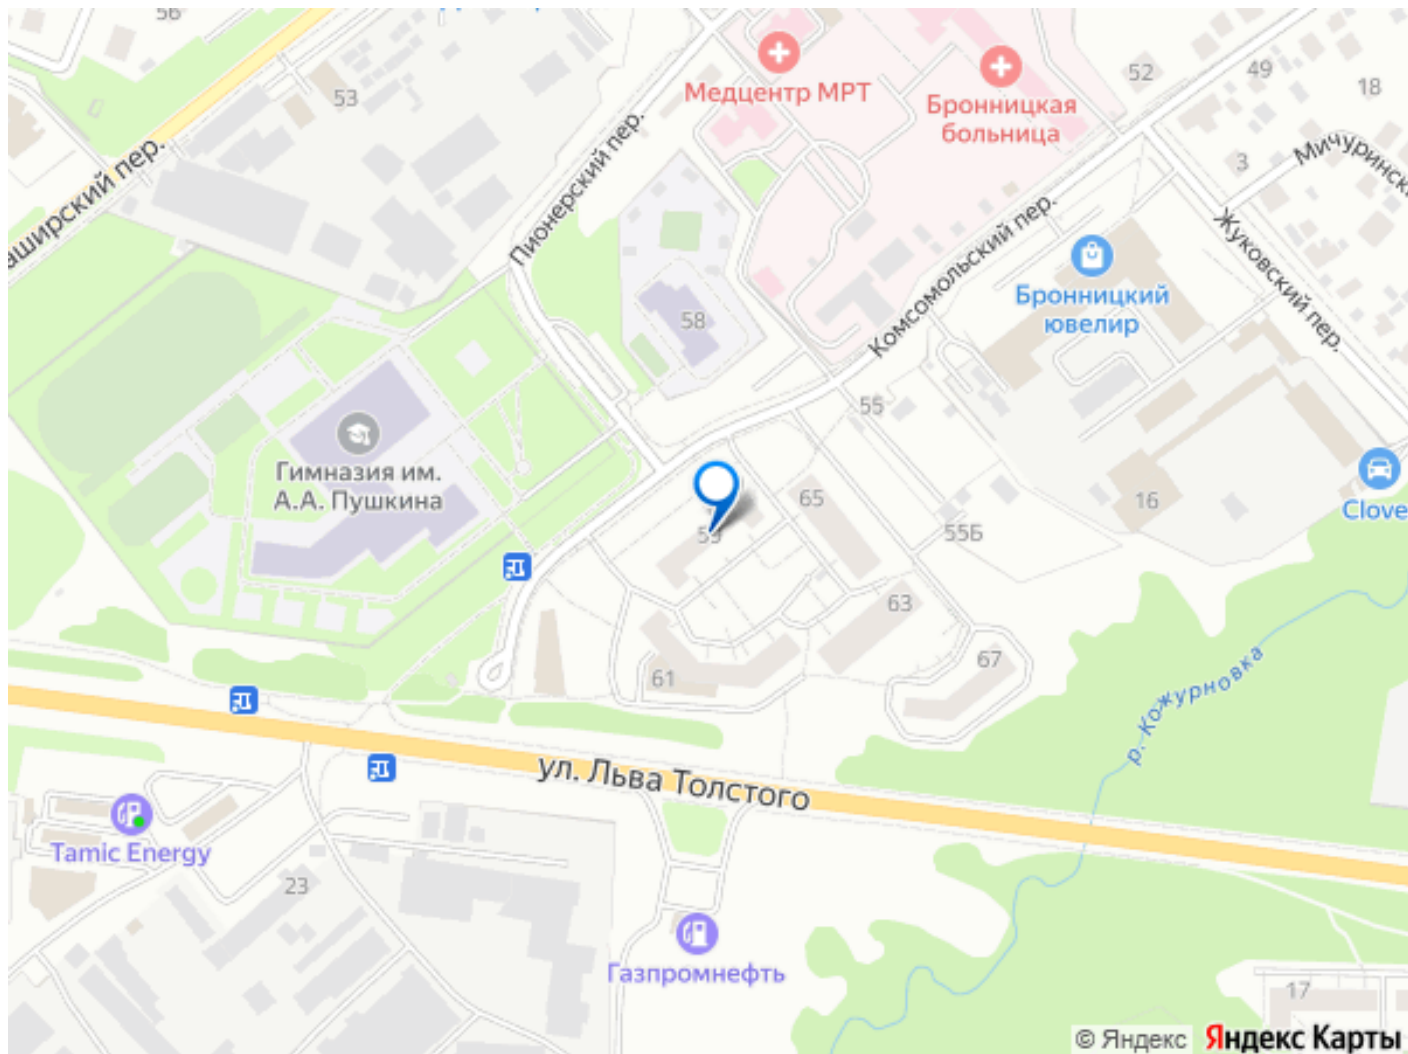 56
53
Медцентр МРТ
Бронницкая
больница
52
49
18
3
Мичуринск
Пионерский пер.
аширский пер.
Комсомольский пер.
Жуковский пер.
Бронницкий
ювелир
58
55
Гимназия им.
А.А. Пушкина
65
16
Clove
55Б
63
67
61
р. Кожурновка
ул. Льва Толстого
Tamic Energy
23
Газпромнефть
17
© Яндекс Яндекс Карты